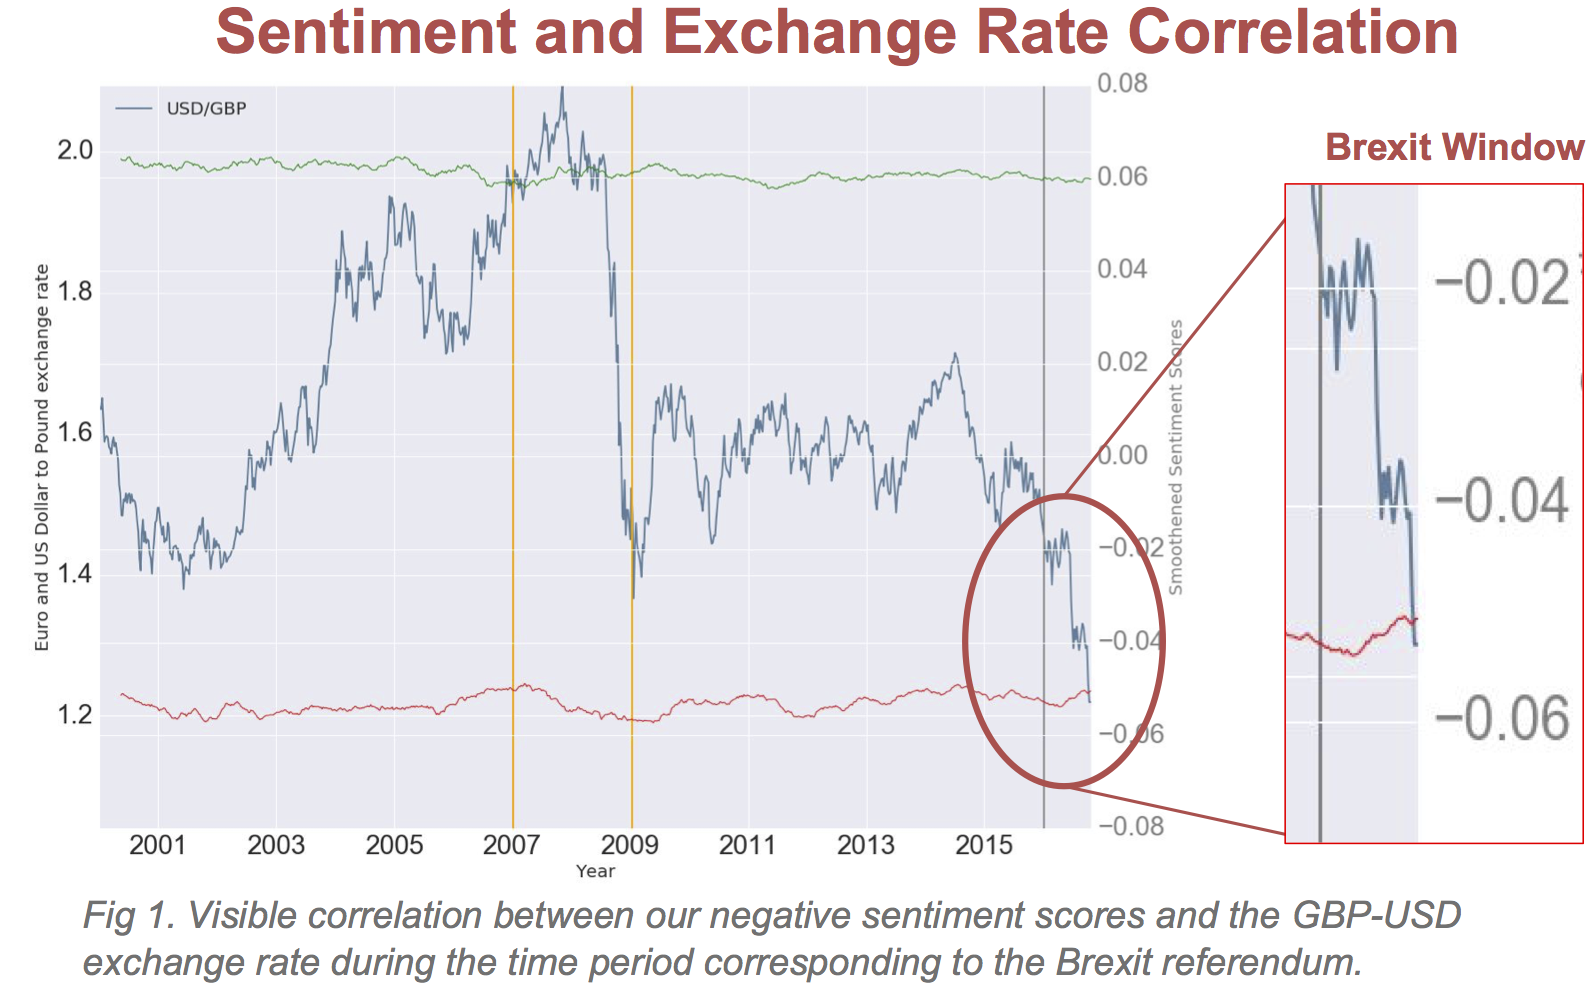 Sentiment and Exchange Rate Correlation
USD/GBP
2.0
1.8
1.6
1.4
1.2
Euro and US Dollar to Pound exchange rate
0.08
0.06
0.04
0.02
0.00
−0.02
−0.04
−0.06
−0.08
Smoothened Sentiment Scores
2001 2003 2005 2007 2009 2011 2013 2015
Year
Brexit Window
−0.02
−0.04
−0.06
Fig 1. Visible correlation between our negative sentiment scores and the GBP-USD
exchange rate during the time period corresponding to the Brexit referendum.